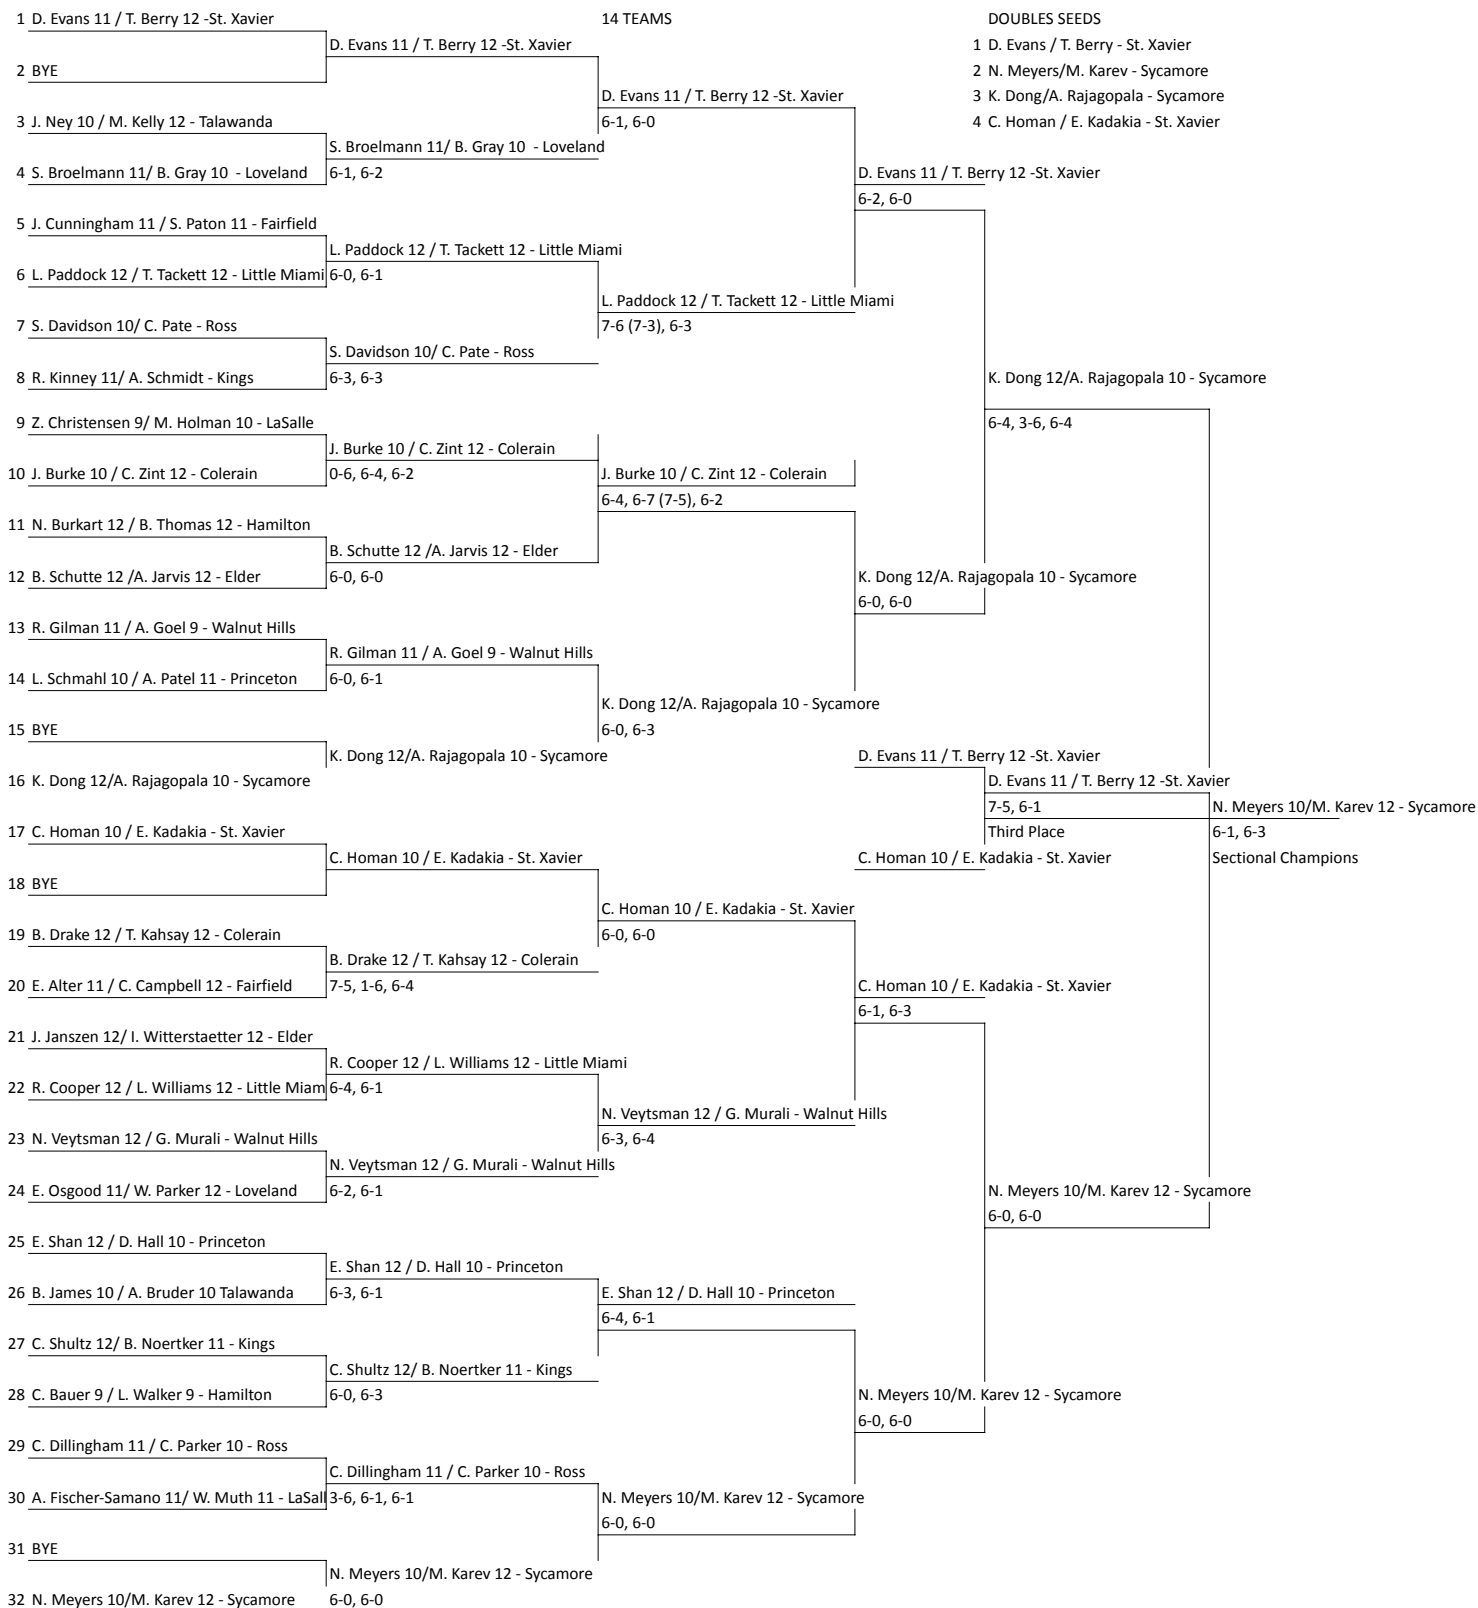 1 D. Evans 11 / T. Berry 12 -St. Xavier
14 TEAMS
DOUBLES SEEDS
D. Evans 11 / T. Berry 12 -St. Xavier
1 D. Evans / T. Berry - St. Xavier
2 BYE
2 N. Meyers/M. Karev - Sycamore
D. Evans 11 / T. Berry 12 -St. Xavier
3 K. Dong/A. Rajagopala - Sycamore
3 J. Ney 10 / M. Kelly 12 - Talawanda
6-1, 6-0
4 C. Homan / E. Kadakia - St. Xavier
S. Broelmann 11/ B. Gray 10  - Loveland
4 S. Broelmann 11/ B. Gray 10  - Loveland
6-1, 6-2
D. Evans 11 / T. Berry 12 -St. Xavier
6-2, 6-0
5 J. Cunningham 11 / S. Paton 11 - Fairfield
L. Paddock 12 / T. Tackett 12 - Little Miami
6 L. Paddock 12 / T. Tackett 12 - Little Miami
6-0, 6-1
L. Paddock 12 / T. Tackett 12 - Little Miami
7 S. Davidson 10/ C. Pate - Ross
7-6 (7-3), 6-3
S. Davidson 10/ C. Pate - Ross
8 R. Kinney 11/ A. Schmidt - Kings
6-3, 6-3
K. Dong 12/A. Rajagopala 10 - Sycamore
9 Z. Christensen 9/ M. Holman 10 - LaSalle
6-4, 3-6, 6-4
J. Burke 10 / C. Zint 12 - Colerain
10 J. Burke 10 / C. Zint 12 - Colerain
0-6, 6-4, 6-2
J. Burke 10 / C. Zint 12 - Colerain
6-4, 6-7 (7-5), 6-2
11 N. Burkart 12 / B. Thomas 12 - Hamilton
B. Schutte 12 /A. Jarvis 12 - Elder
12 B. Schutte 12 /A. Jarvis 12 - Elder
6-0, 6-0
K. Dong 12/A. Rajagopala 10 - Sycamore
6-0, 6-0
13 R. Gilman 11 / A. Goel 9 - Walnut Hills
R. Gilman 11 / A. Goel 9 - Walnut Hills
14 L. Schmahl 10 / A. Patel 11 - Princeton
6-0, 6-1
K. Dong 12/A. Rajagopala 10 - Sycamore
15 BYE
6-0, 6-3
K. Dong 12/A. Rajagopala 10 - Sycamore
D. Evans 11 / T. Berry 12 -St. Xavier
16 K. Dong 12/A. Rajagopala 10 - Sycamore
D. Evans 11 / T. Berry 12 -St. Xavier
7-5, 6-1
N. Meyers 10/M. Karev 12 - Sycamore
17 C. Homan 10 / E. Kadakia - St. Xavier
Third Place
6-1, 6-3
C. Homan 10 / E. Kadakia - St. Xavier
C. Homan 10 / E. Kadakia - St. Xavier
Sectional Champions
18 BYE
C. Homan 10 / E. Kadakia - St. Xavier
19 B. Drake 12 / T. Kahsay 12 - Colerain
6-0, 6-0
B. Drake 12 / T. Kahsay 12 - Colerain
20 E. Alter 11 / C. Campbell 12 - Fairfield
7-5, 1-6, 6-4
C. Homan 10 / E. Kadakia - St. Xavier
6-1, 6-3
21 J. Janszen 12/ I. Witterstaetter 12 - Elder
R. Cooper 12 / L. Williams 12 - Little Miami
22 R. Cooper 12 / L. Williams 12 - Little Miam
6-4, 6-1
N. Veytsman 12 / G. Murali - Walnut Hills
23 N. Veytsman 12 / G. Murali - Walnut Hills
6-3, 6-4
N. Veytsman 12 / G. Murali - Walnut Hills
24 E. Osgood 11/ W. Parker 12 - Loveland
6-2, 6-1
N. Meyers 10/M. Karev 12 - Sycamore
6-0, 6-0
25 E. Shan 12 / D. Hall 10 - Princeton
E. Shan 12 / D. Hall 10 - Princeton
26 B. James 10 / A. Bruder 10 Talawanda
6-3, 6-1
E. Shan 12 / D. Hall 10 - Princeton
6-4, 6-1
27 C. Shultz 12/ B. Noertker 11 - Kings
C. Shultz 12/ B. Noertker 11 - Kings
28 C. Bauer 9 / L. Walker 9 - Hamilton
6-0, 6-3
N. Meyers 10/M. Karev 12 - Sycamore
6-0, 6-0
29 C. Dillingham 11 / C. Parker 10 - Ross
C. Dillingham 11 / C. Parker 10 - Ross
30 A. Fischer-Samano 11/ W. Muth 11 - LaSall
3-6, 6-1, 6-1
N. Meyers 10/M. Karev 12 - Sycamore
6-0, 6-0
31 BYE
N. Meyers 10/M. Karev 12 - Sycamore
32 N. Meyers 10/M. Karev 12 - Sycamore
6-0, 6-0